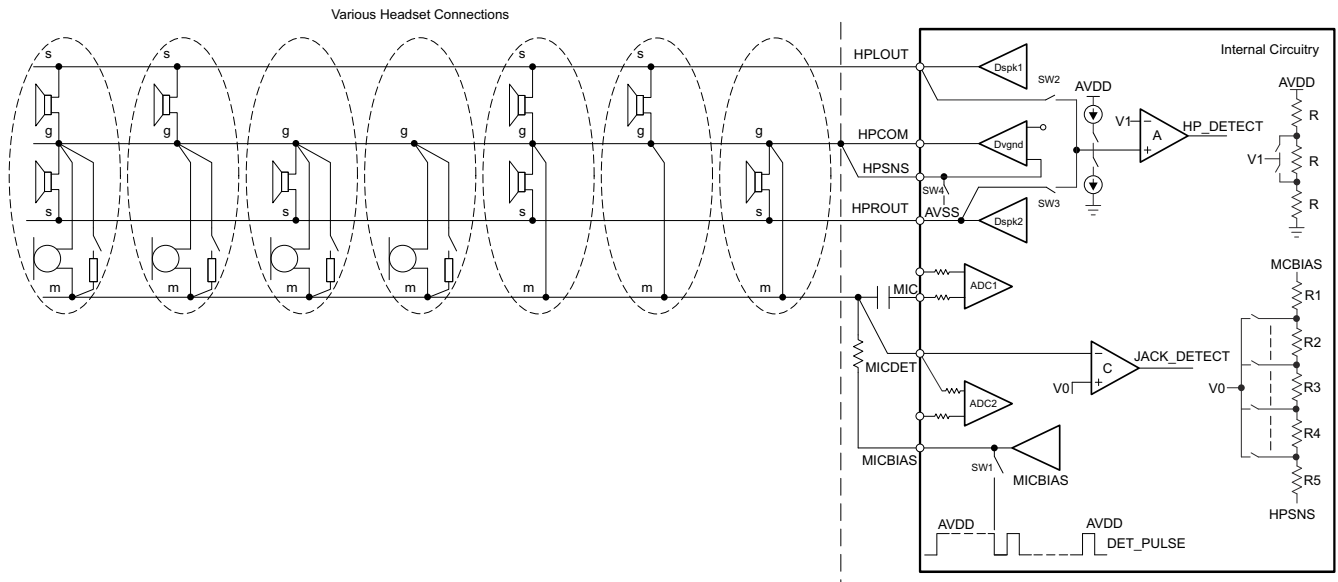 Various Headset Connections
Internal Circuitry
s s s s
g g g g g g g
s s s s
m m m m m m m
HPLOUT
HPCOM
HPSNS
HPROUT
MIC
MICDET
MICBIAS
Dspk1
SW2
AVDD
V1
A
HP_DETECT
Dvgnd
SW4
AVSS
SW3
Dspk2
AVDD
R
V1
R
R
ADC1
C
JACK_DETECT
V0
ADC2
SW1
MICBIAS
AVDD
AVDD
DET_PULSE
MCBIAS
R1
R2
V0
R3
R4
R5
HPSNS